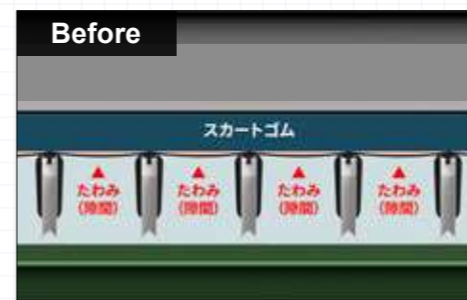 Before
スカートゴム
▲ ▲ ▲ ▲
たわみ たわみ たわみ たわみ
(隙間) (隙間) (隙間) (隙間)